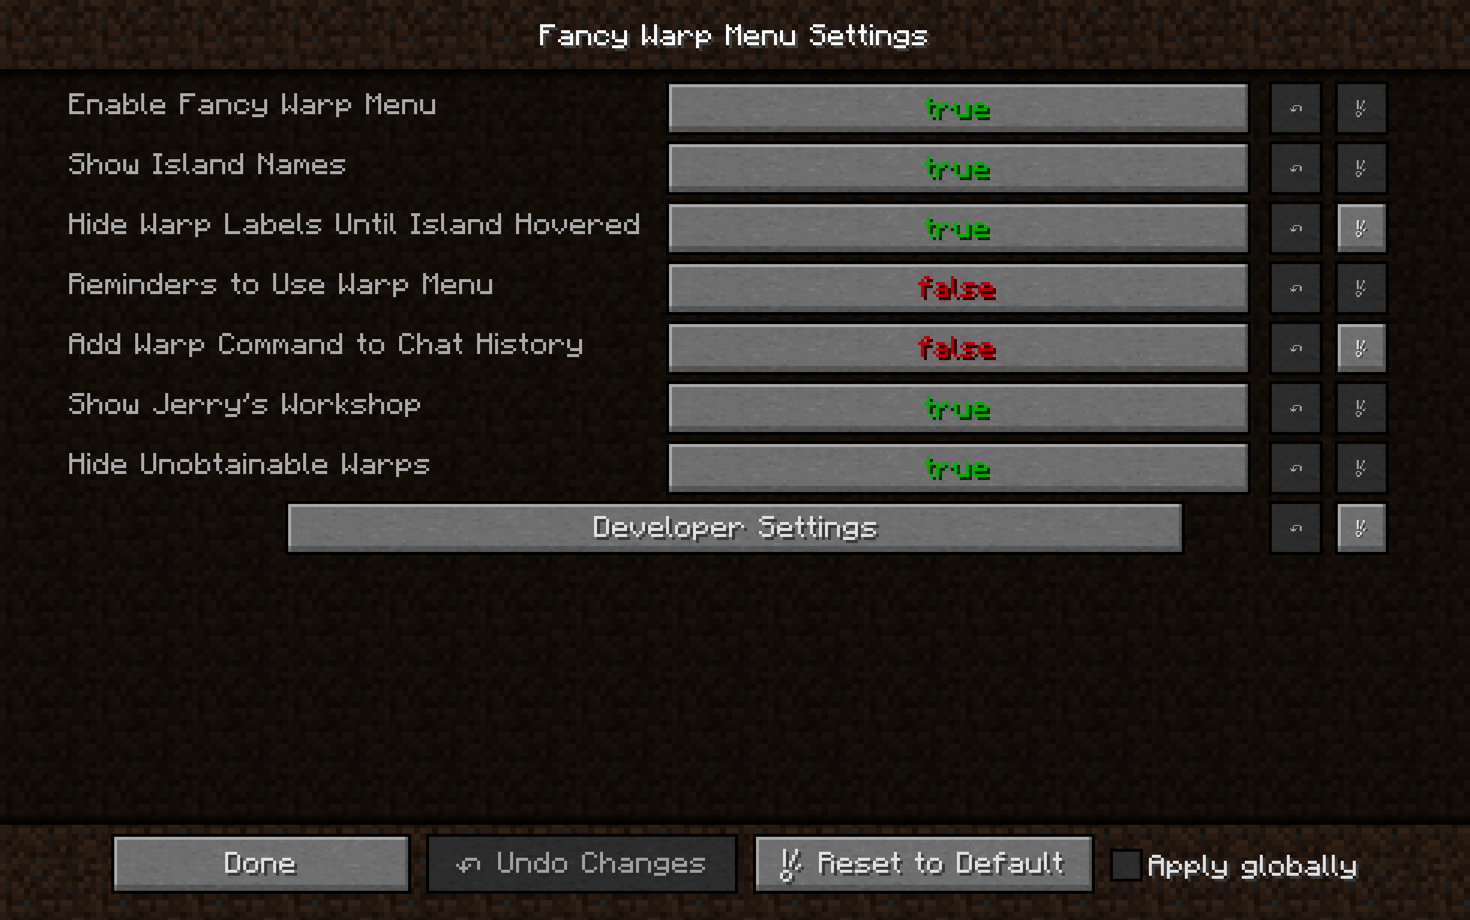 Fancy Warp Menu Settings
Enable Fancy Warp Menu true
Show Island Names true
Hide Warp Labels Until Island Hovered true
Reminders to Use Warp Menu false
Add Warp Command to Chat History false
Show Jerry's Workshop true
Hide Unobtainable Warps true
Developer Settings
Done Undo Changes Reset to Default Apply globally